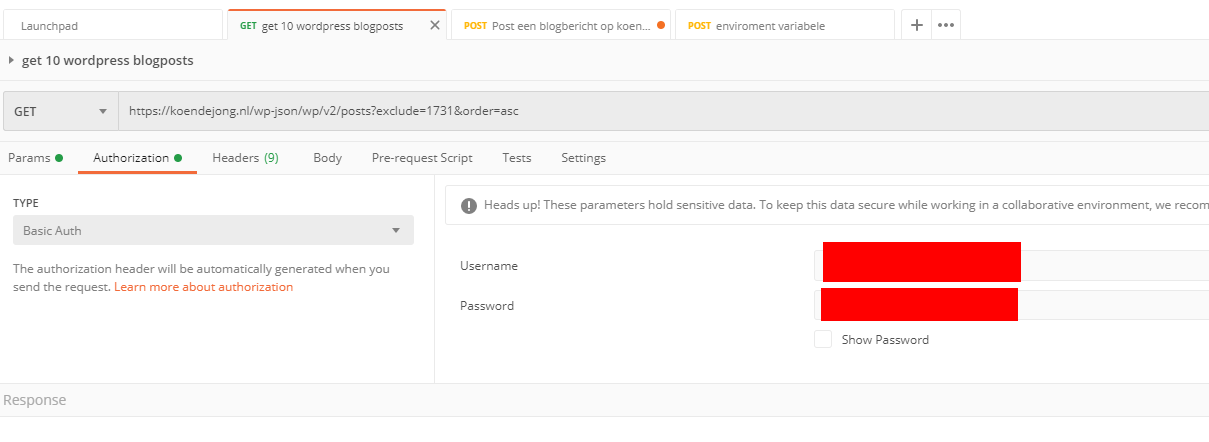 Launchpad
GET get 10 wordpress blogposts
POST Post een blogbericht op koen...
POST enviroment variabele
get 10 wordpress blogposts
GET https://koendejong.nl/wp-json/wp/v2/posts?exclude=1731&order=asc
Params Authorization Headers (9) Body Pre-request Script Tests Settings
TYPE
Basic Auth
The authorization header will be automatically generated when you
send the request. Learn more about authorization
Heads up! These parameters hold sensitive data. To keep this data secure while working in a collaborative environment, we recom
Username
Password
Show Password
Response